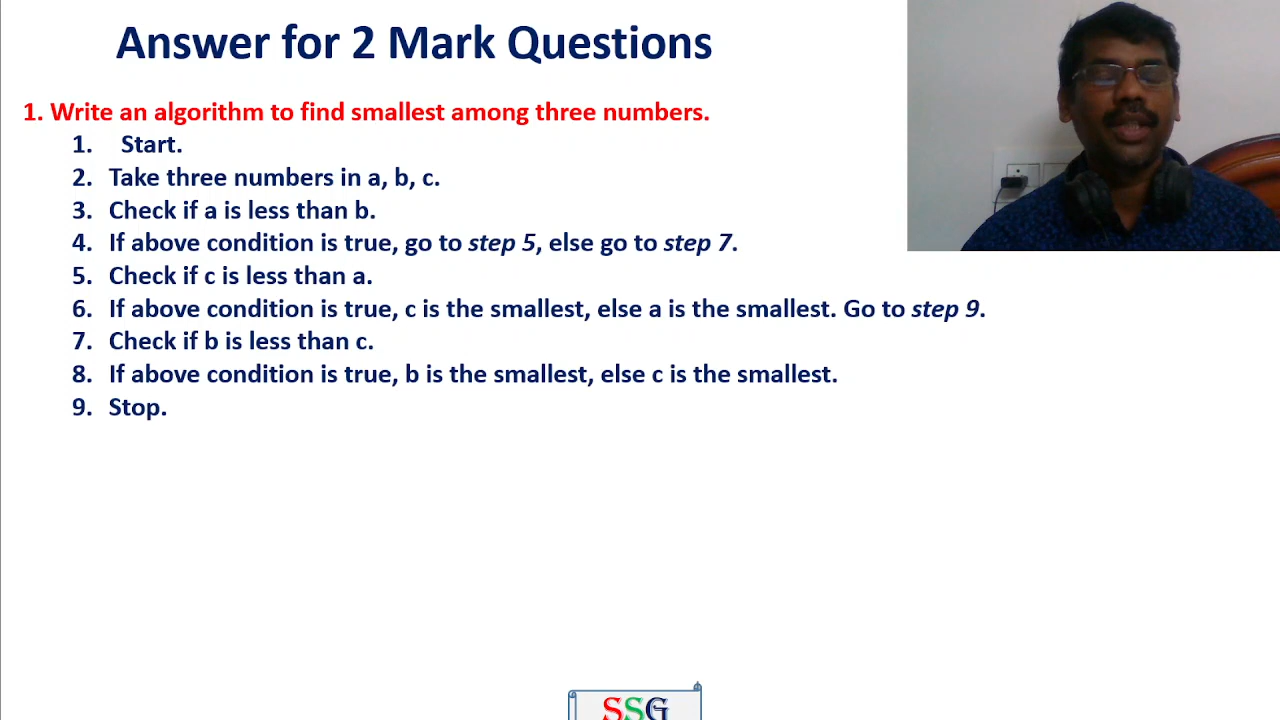 Answer for 2 Mark Questions
1. Write an algorithm to find smallest among three numbers.
1. Start.
2. Take three numbers in a, b, c.
3. Check if a is less than b.
4. If above condition is true, go to step 5, else go to step 7.
5. Check if c is less than a.
6. If above condition is true, c is the smallest, else a is the smallest. Go to step 9.
7. Check if b is less than c.
8. If above condition is true, b is the smallest, else c is the smallest.
9. Stop.
SSG